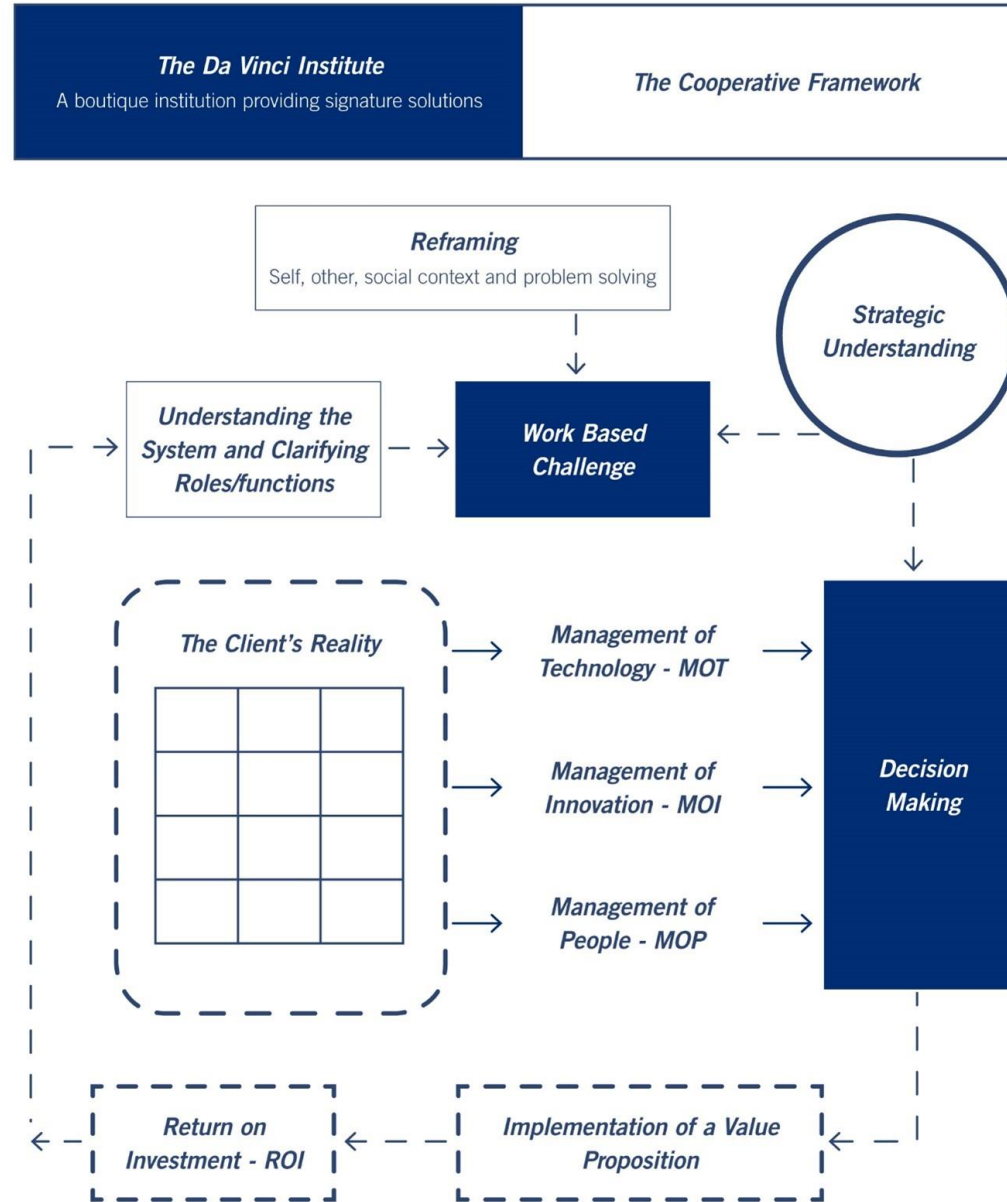 The Da Vinci Institute
A boutique institution providing signature solutions
The Cooperative Framework
Reframing
Self, other, social context and problem solving
Strategic
Understanding
Understanding the
System and Clarifying
Roles/functions
Work Based
Challenge
The Client's Reality
Management of
Technology - MOT
Management of
Innovation - MOI
Management of
People - MOP
Decision
Making
Return on
Investment - ROI
Implementation of a Value
Proposition